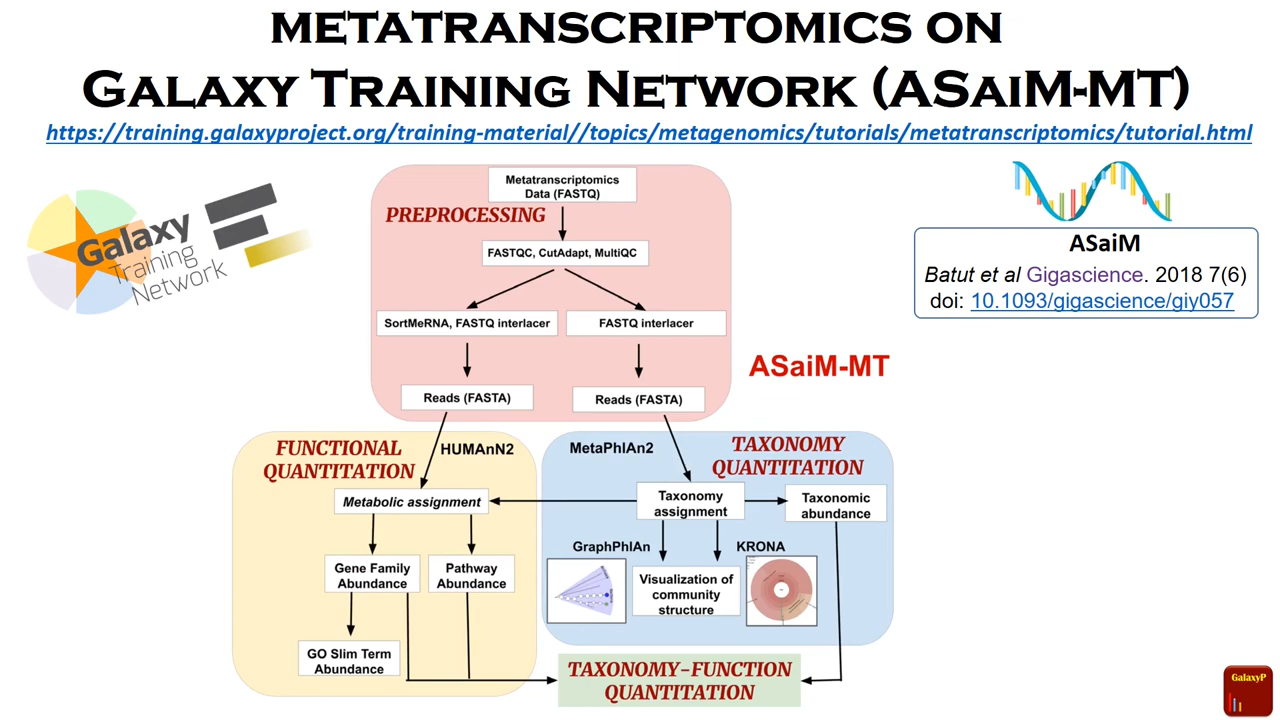 METATRANSCRIPTOMICS ON
GALAXY TRAINING NETWORK (ASAIM-MT)
https://training.galaxyproject.org/training-material//topics/metagenomics/tutorials/metatranscriptomics/tutorial.html
Galaxy
Training
Network
Metatranscriptomics
Data (FASTQ)
PREPROCESSING
FASTQC, CutAdapt, MultiQC
SortMeRNA, FASTQ interlacer
FASTQ interlacer
Reads (FASTA)
Reads (FASTA)
ASaiM
Batut et al Gigascience. 2018 7(6)
doi: 10.1093/gigascience/giy057
ASaiM-MT
FUNCTIONAL
QUANTITATION
HUMAnN2
Metabolic assignment
Gene Family
Abundance
Pathway
Abundance
GO Slim Term
Abundance
MetaPhlAn2
TAXONOMY
QUANTITATION
Taxonomy
assignment
Taxonomic
abundance
GraphPhlAn
KRONA
Visualization of
community
structure
TAXONOMY-FUNCTION
QUANTITATION
GalaxyP